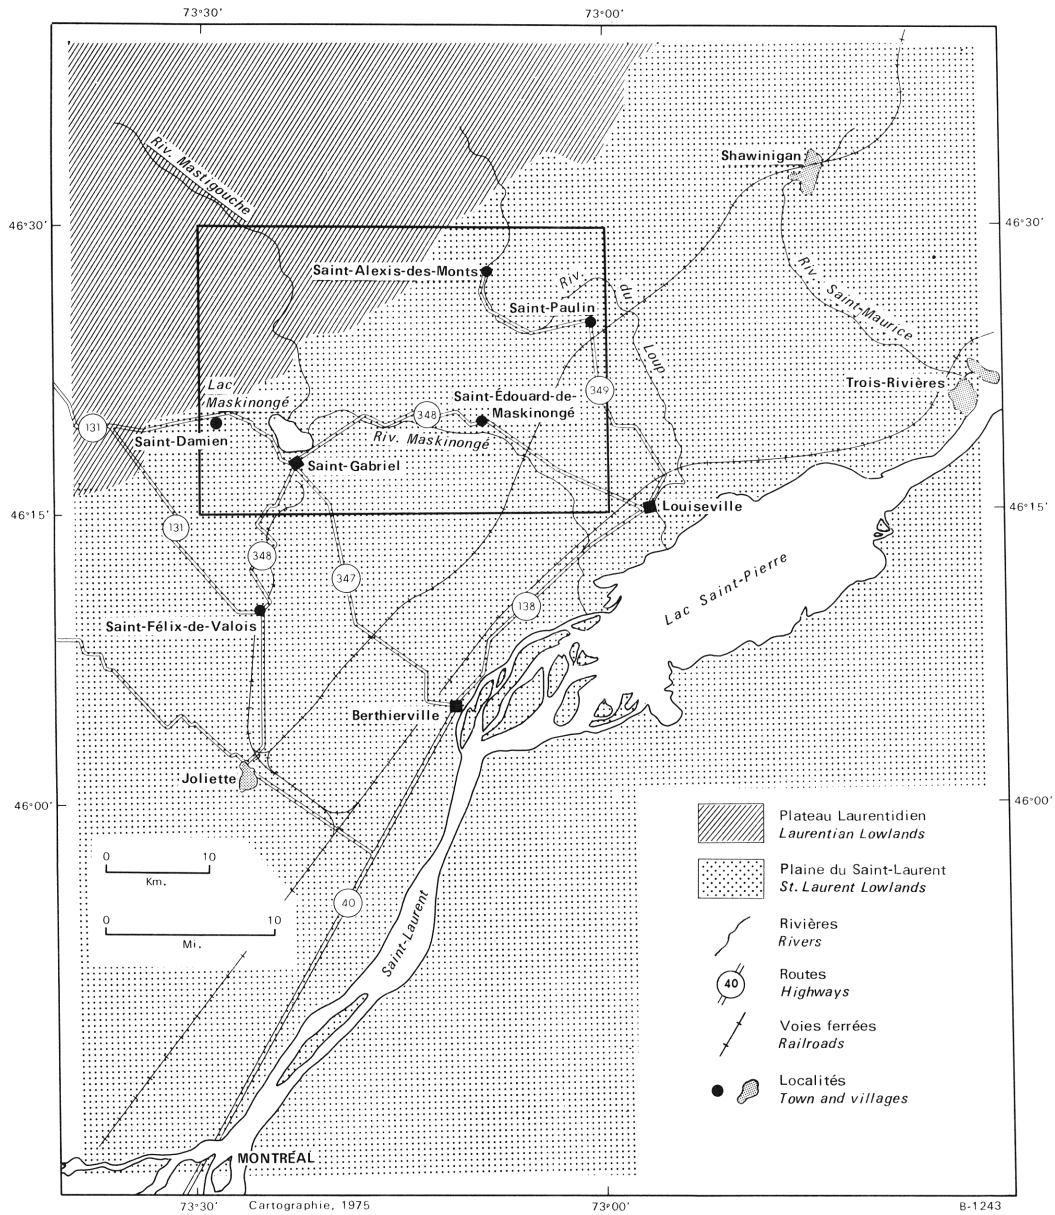 73°30'
73°00'
Riv. Mastigouche
Shawinigan
46°30'
46°30'
Saint-Alexis-des-Monts
Riv.
du
Loup
Riv. Saint-Maurice
Saint-Paulin
Trois-Rivières
Lac
Maskinongé
Saint-Édouard-de-
Maskinongé
349
348
131
Saint-Damien
Riv. Maskinongé
Saint-Gabriel
Louiseville
46°15'
46°15'
131
348
347
138
Lac Saint-Pierre
Saint-Félix-de-Valois
Berthierville
Joliette
46°00'
46°00'
Plateau Laurentidien
Laurentian Lowlands
Plaine du Saint-Laurent
St. Laurent Lowlands
0 10
Km.
0 10
Mi.
40
Saint-Laurent
Rivières
Rivers
40
Routes
Highways
Voies ferrées
Railroads
Localités
Town and villages
MONTRÉAL
73°30'
Cartographie, 1975
73°00'
B-1243